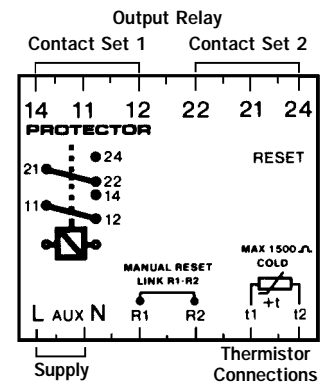 Output Relay
Contact Set 1 Contact Set 2
14 11 12 22 21 24
PROTECTOR
24
RESET
21
22
14
11
12
MAX 1500 Ω
COLD
MANUAL RESET
LINK R1-R2
+t
L AUX N R1 R2 t1 t2
Supply
Thermistor
Connections